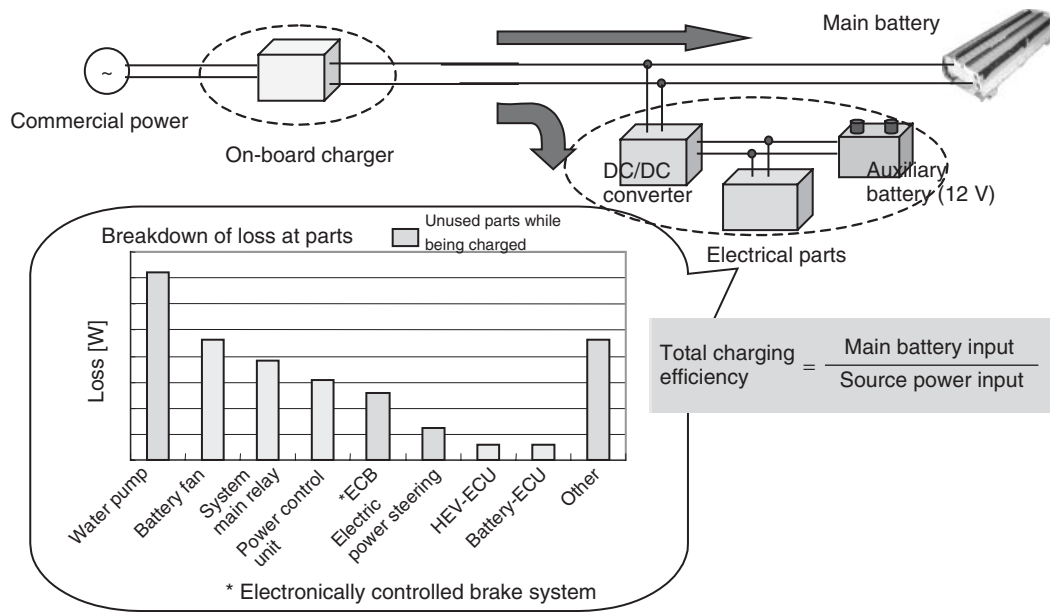 Main battery
~
Commercial power
On-board charger
DC/DC
converter
Auxiliary
battery (12 V)
Electrical parts
Breakdown of loss at parts
Unused parts while
being charged
Loss [W]
Water pump
Battery fan
System
main relay
Power control
unit
*ECB
Electric
power steering
HEV-ECU
Battery-ECU
Other
* Electronically controlled brake system
Total charging
efficiency
=
Main battery input
Source power input